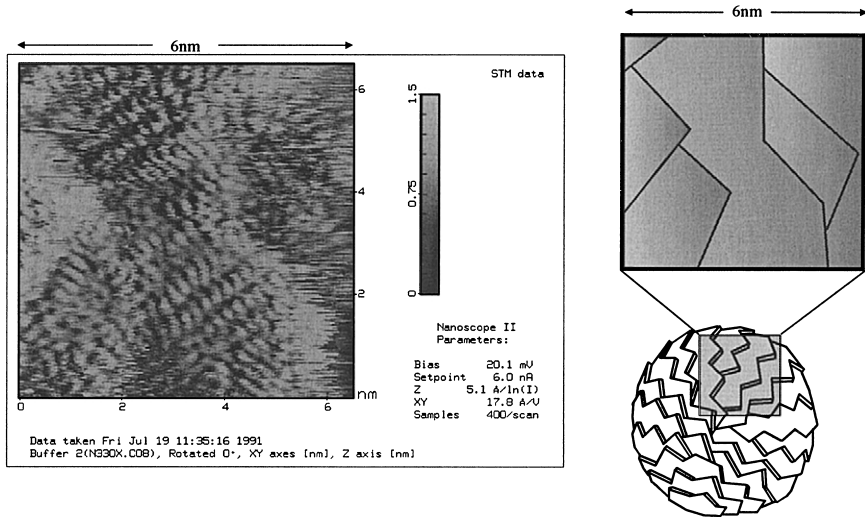 6nm
STM data
6
4
2
nm
0
2
4
6
1.5
0.75
0
Nanoscope II
Parameters:
Bias 20.1 mV
Setpoint 6.0 nA
Z 5.1 A/ln(I)
XY 17.8 A/V
Samples 400/scan
Data taken Fri Jul 19 11:35:16 1991
Buffer 2(N330X.C08), Rotated 0°, XY axes [nm], Z axis [nm]
6nm